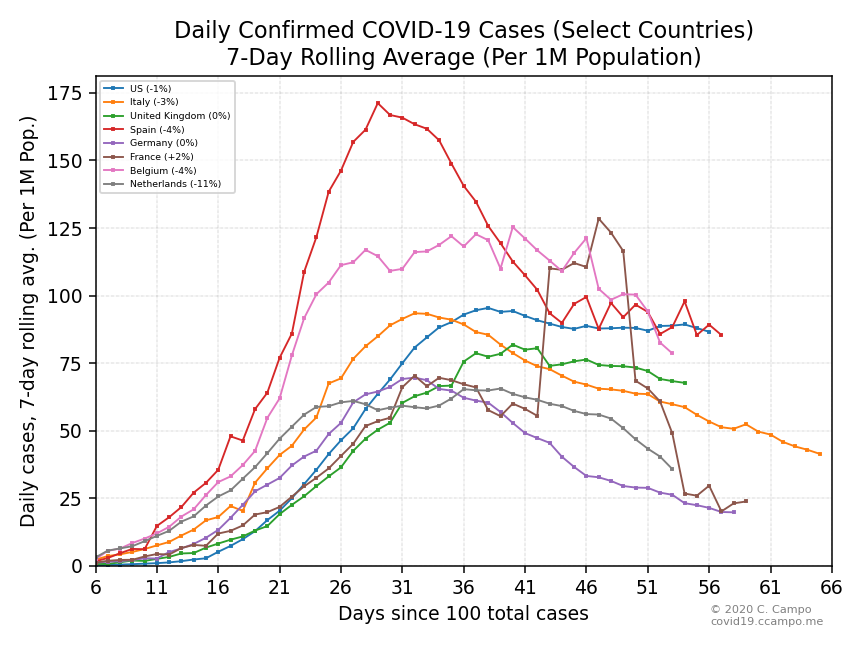 Daily Confirmed COVID-19 Cases (Select Countries)
7-Day Rolling Average (Per 1M Population)
Daily cases, 7-day rolling avg. (Per 1M Pop.)
175
150
125
100
75
50
25
0
US (-1%)
Italy (-3%)
United Kingdom (0%)
Spain (-4%)
Germany (0%)
France (+2%)
Belgium (-4%)
Netherlands (-11%)
6 11 16 21 26 31 36 41 46 51 56 61 66
Days since 100 total cases
© 2020 C. Campo
covid19.ccampo.me